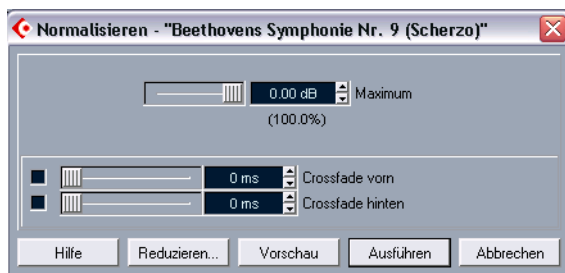 Normalisieren - "Beethovens Symphonie Nr. 9 (Scherzo)"
0.00 dB Maximum
(100.0%)
0 ms Crossfade vorn
0 ms Crossfade hinten
Hilfe Reduzieren... Vorschau Ausführen Abbrechen